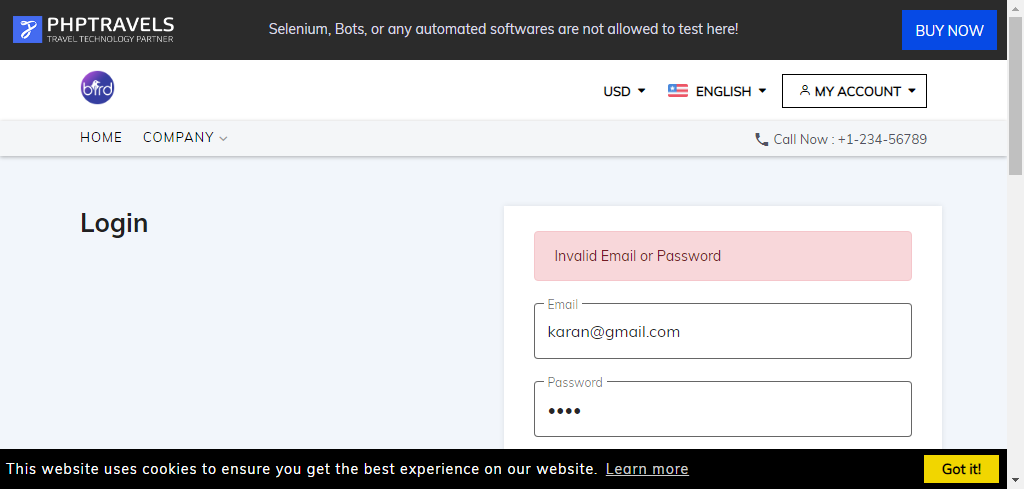 PHPTRAVELS
TRAVEL TECHNOLOGY PARTNER
Selenium, Bots, or any automated softwares are not allowed to test here!
BUY NOW
bird
USD
ENGLISH
MY ACCOUNT
HOME
COMPANY
Call Now : +1-234-56789
Login
Invalid Email or Password
Email
karan@gmail.com
Password
••••
This website uses cookies to ensure you get the best experience on our website. Learn more
Got it!